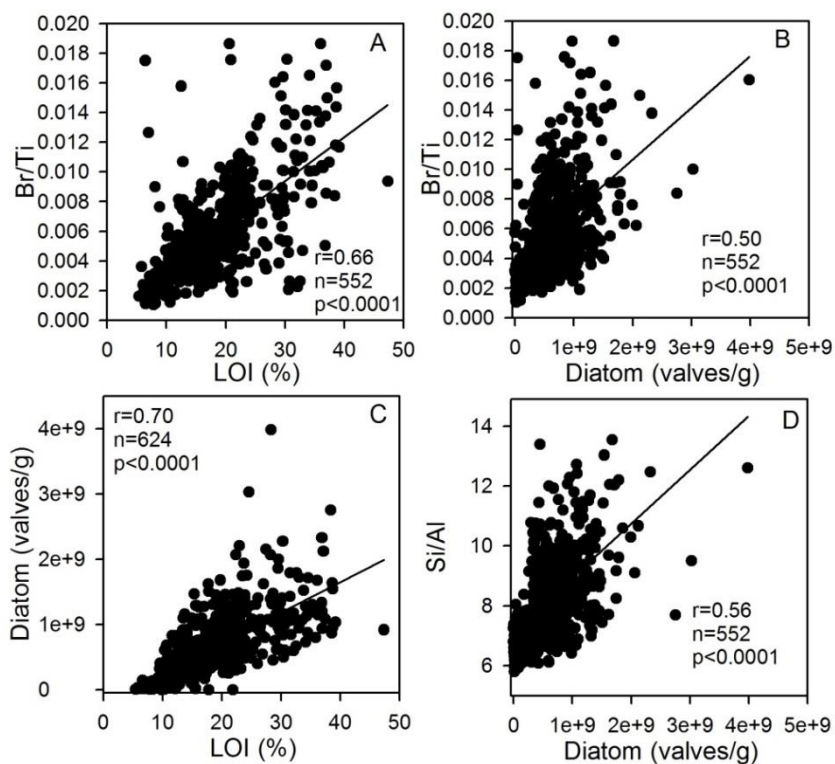 A
0.020
0.018
0.016
0.014
0.012
0.010
0.008
0.006
0.004
0.002
0.000
Br/Ti
r=0.66
n=552
p<0.0001
0 10 20 30 40 50
LOI (%)
B
0.020
0.018
0.016
0.014
0.012
0.010
0.008
0.006
0.004
0.002
0.000
Br/Ti
r=0.50
n=552
p<0.0001
0 1e+9 2e+9 3e+9 4e+9 5e+9
Diatom (valves/g)
C
r=0.70
n=624
p<0.0001
4e+9
3e+9
2e+9
1e+9
0
Diatom (valves/g)
0 10 20 30 40 50
LOI (%)
D
14
12
10
8
6
Si/Al
r=0.56
n=552
p<0.0001
0 1e+9 2e+9 3e+9 4e+9 5e+9
Diatom (valves/g)